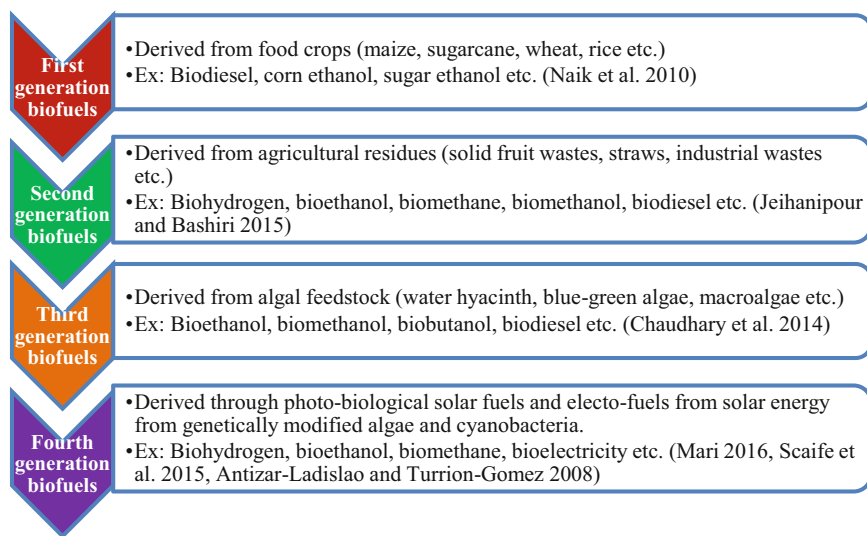 First
generation
biofuels
•Derived from food crops (maize, sugarcane, wheat, rice etc.)
•Ex: Biodiesel, corn ethanol, sugar ethanol etc. (Naik et al. 2010)
Second
generation
biofuels
•Derived from agricultural residues (solid fruit wastes, straws, industrial wastes
etc.)
•Ex: Biohydrogen, bioethanol, biomethane, biomethanol, biodiesel etc. (Jeihanipour
and Bashiri 2015)
Third
generation
biofuels
•Derived from algal feedstock (water hyacinth, blue-green algae, macroalgae etc.)
•Ex: Bioethanol, biomethanol, biobutanol, biodiesel etc. (Chaudhary et al. 2014)
Fourth
generation
biofuels
•Derived through photo-biological solar fuels and electo-fuels from solar energy
from genetically modified algae and cyanobacteria.
•Ex: Biohydrogen, bioethanol, biomethane, bioelectricity etc. (Mari 2016, Scaife et
al. 2015, Antizar-Ladislao and Turrion-Gomez 2008)